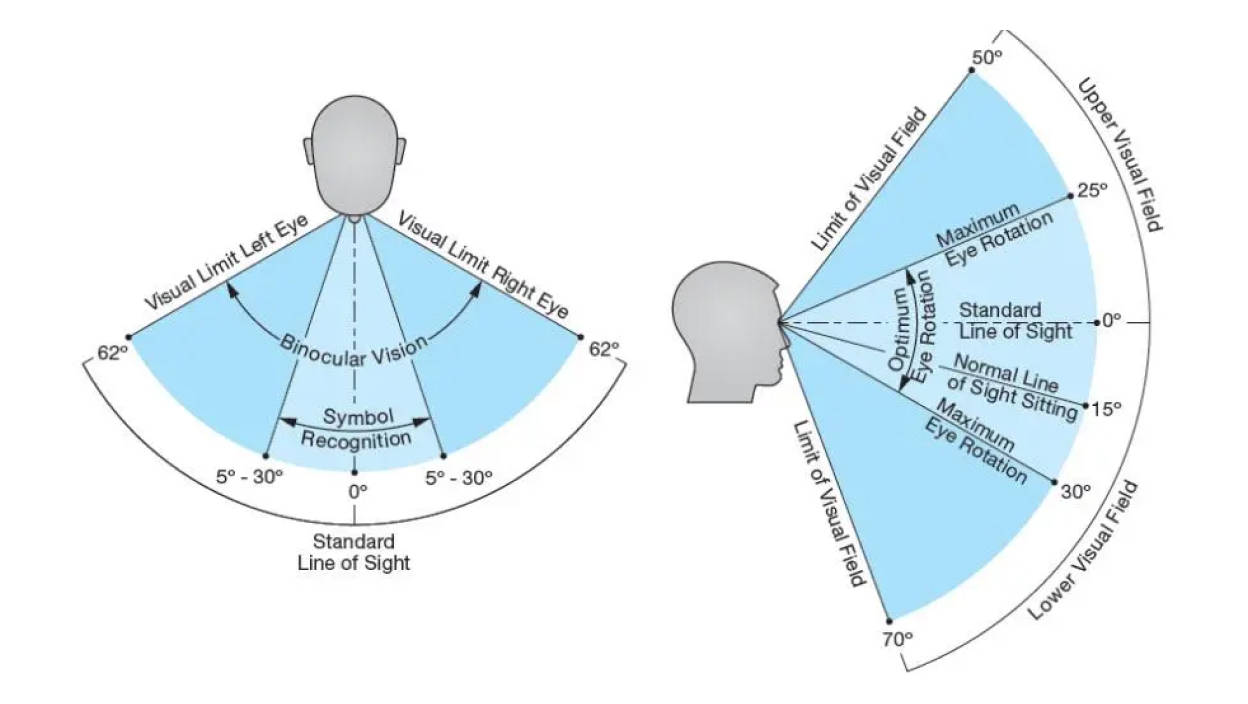 Visual Limit Left Eye
Visual Limit Right Eye
Binocular Vision
62º
62º
Symbol
Recognition
5º - 30º
0º
5º - 30º
Standard
Line of Sight
50º
Upper Visual Field
Limit of Visual Field
25º
Maximum
Eye Rotation
Optimum
Eye Rotation
Standard
Line of Sight
0º
Normal Line
of Sight Sitting
15º
Maximum
Eye Rotation
30º
Limit of Visual Field
Lower Visual Field
70º